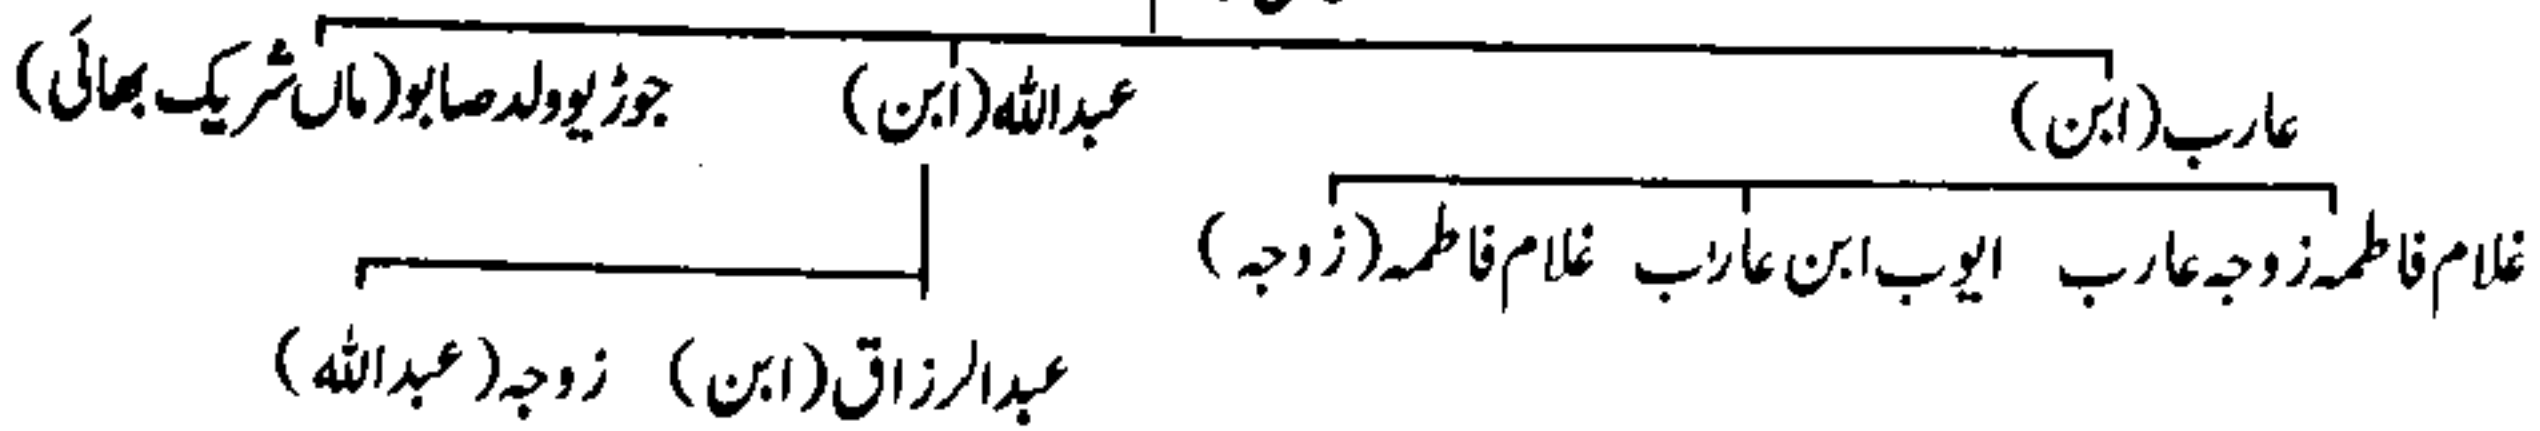 عارب (ابن) عبداللہ (ابن) جوڑیو ولد صابو (ماں شریک بھائی)
غلام فاطمہ زوجہ عارب ایوب ابن عاراب غلام فاطمہ (زوجہ)
عبدالرزاق (ابن) زوجہ (عبداللہ)